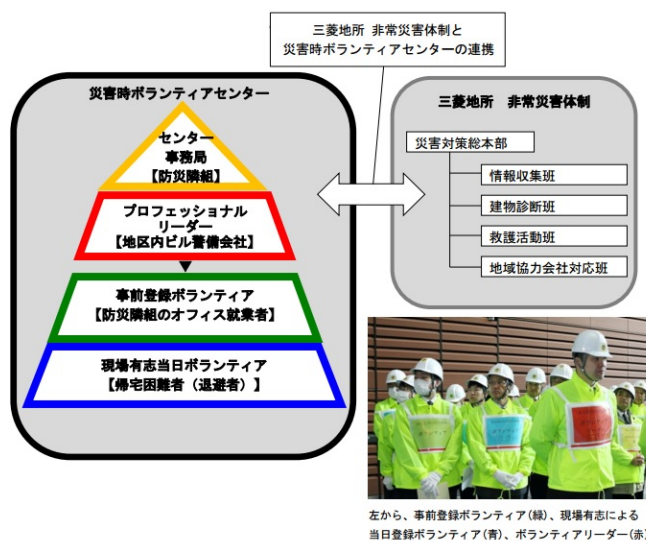 三菱地所 非常災害体制と
災害時ボランティアセンターの連携
災害時ボランティアセンター
センター
事務局
【防災隣組】
プロフェッショナル
リーダー
【地区内ビル警備会社】
事前登録ボランティア
【防災隣組のオフィス就業者】
現場有志当日ボランティア
【帰宅困難者（退避者）】
三菱地所 非常災害体制
災害対策総本部
情報収集班
建物診断班
救護活動班
地域協力会社対応班
左から、事前登録ボランティア(緑)、現場有志による
当日登録ボランティア(青)、ボランティアリーダー(赤)